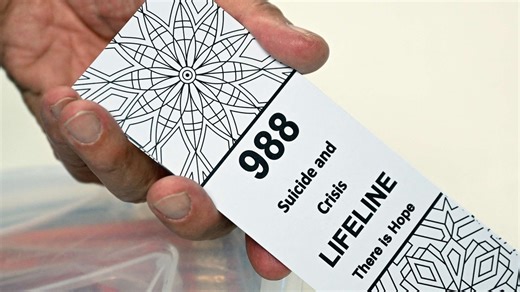 988
Suicide and
Crisis
LIFELINE
There is Hope